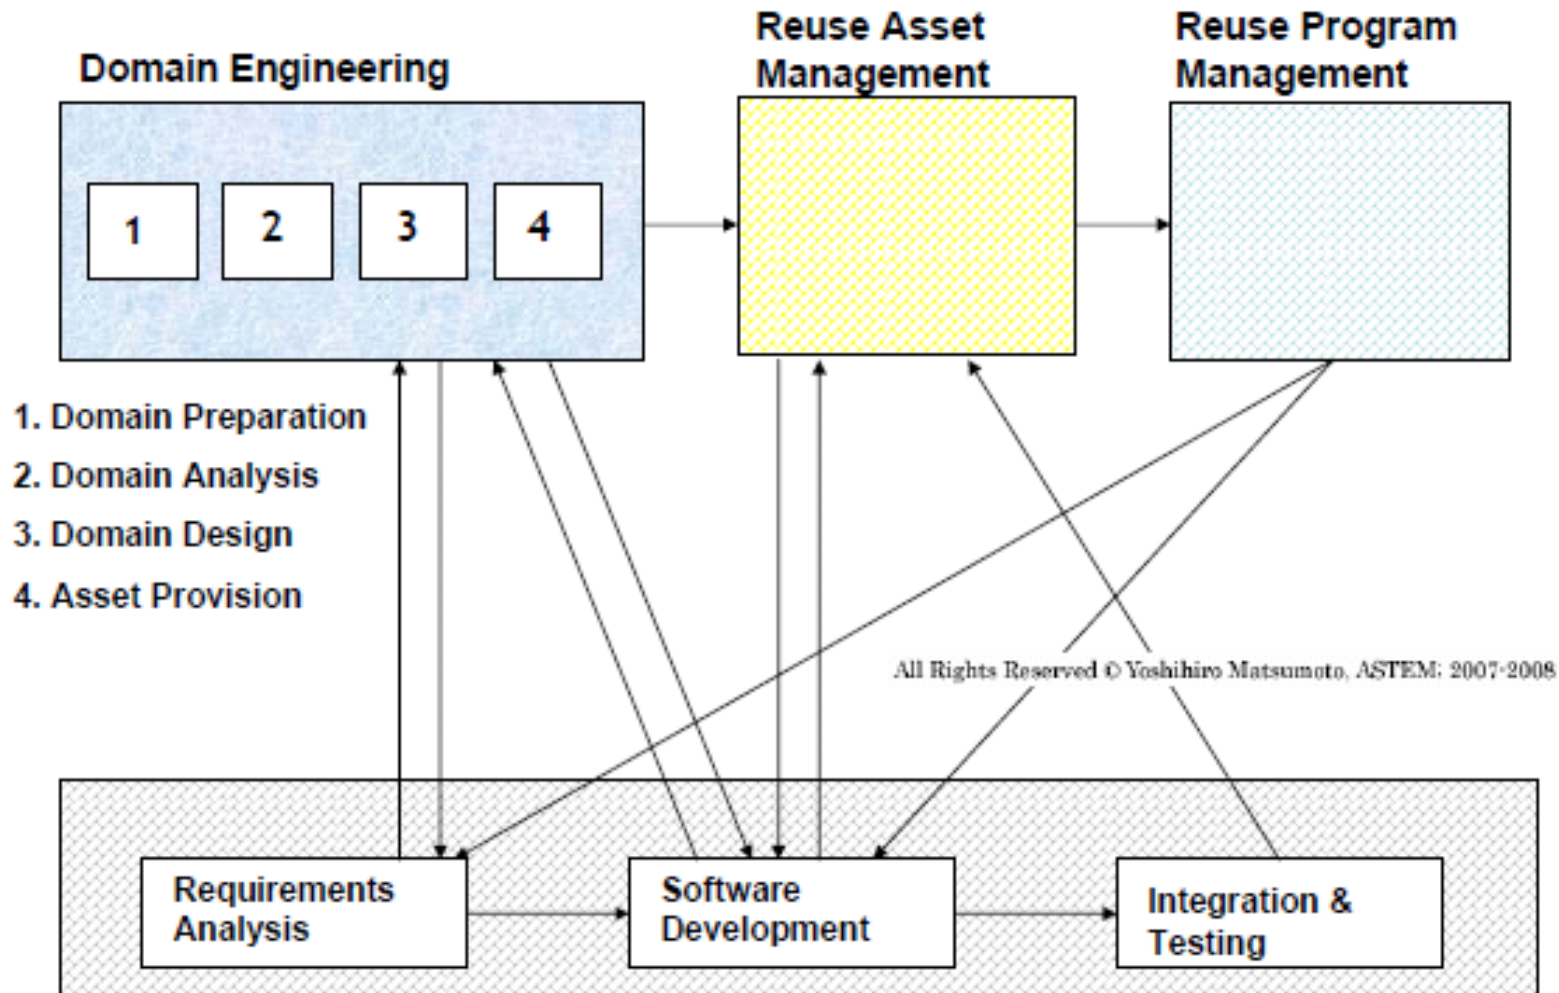 Domain Engineering
Reuse Asset
Management
Reuse Program
Management
1
2
3
4
1. Domain Preparation
2. Domain Analysis
3. Domain Design
4. Asset Provision
All Rights Reserved © Yoshihiro Matsumoto, ASTEM: 2007-2008
Requirements
Analysis
Software
Development
Integration &
Testing